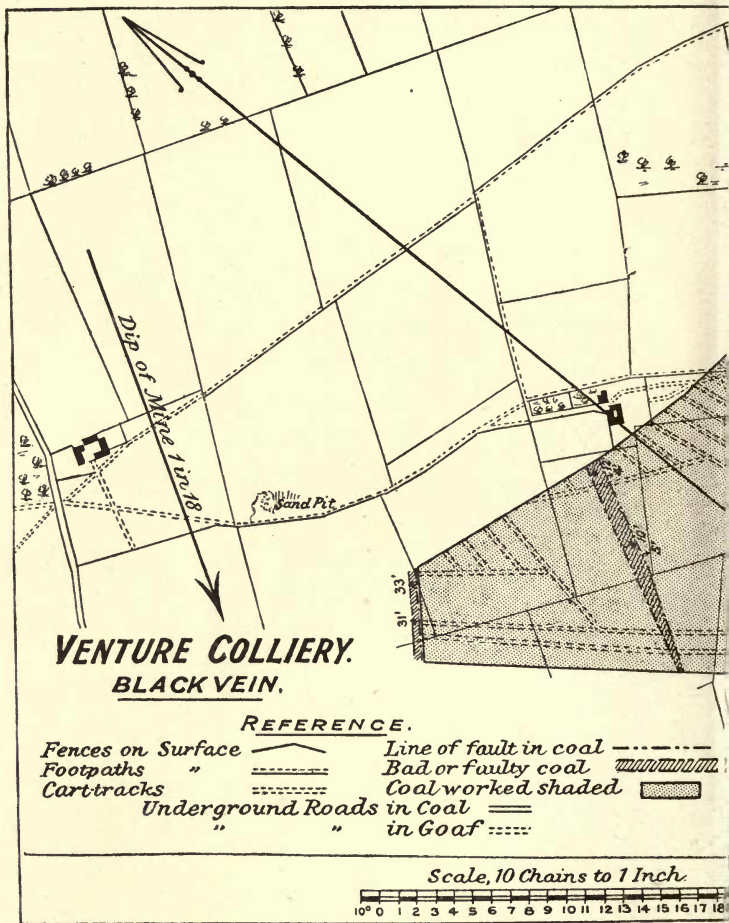 Dip of Mine 1 in 18
Sand Pit
33'
31'
VENTURE COLLIERY.
BLACK VEIN.
REFERENCE.
Fences on Surface
Footpaths "
Cart-tracks
Line of fault in coal
Bad or faulty coal
Coal worked shaded
Underground Roads in Coal
" " in Goaf
Scale, 10 Chains to 1 Inch.
10 0 1 2 3 4 5 6 7 8 9 10 11 12 13 14 15 16 17 18